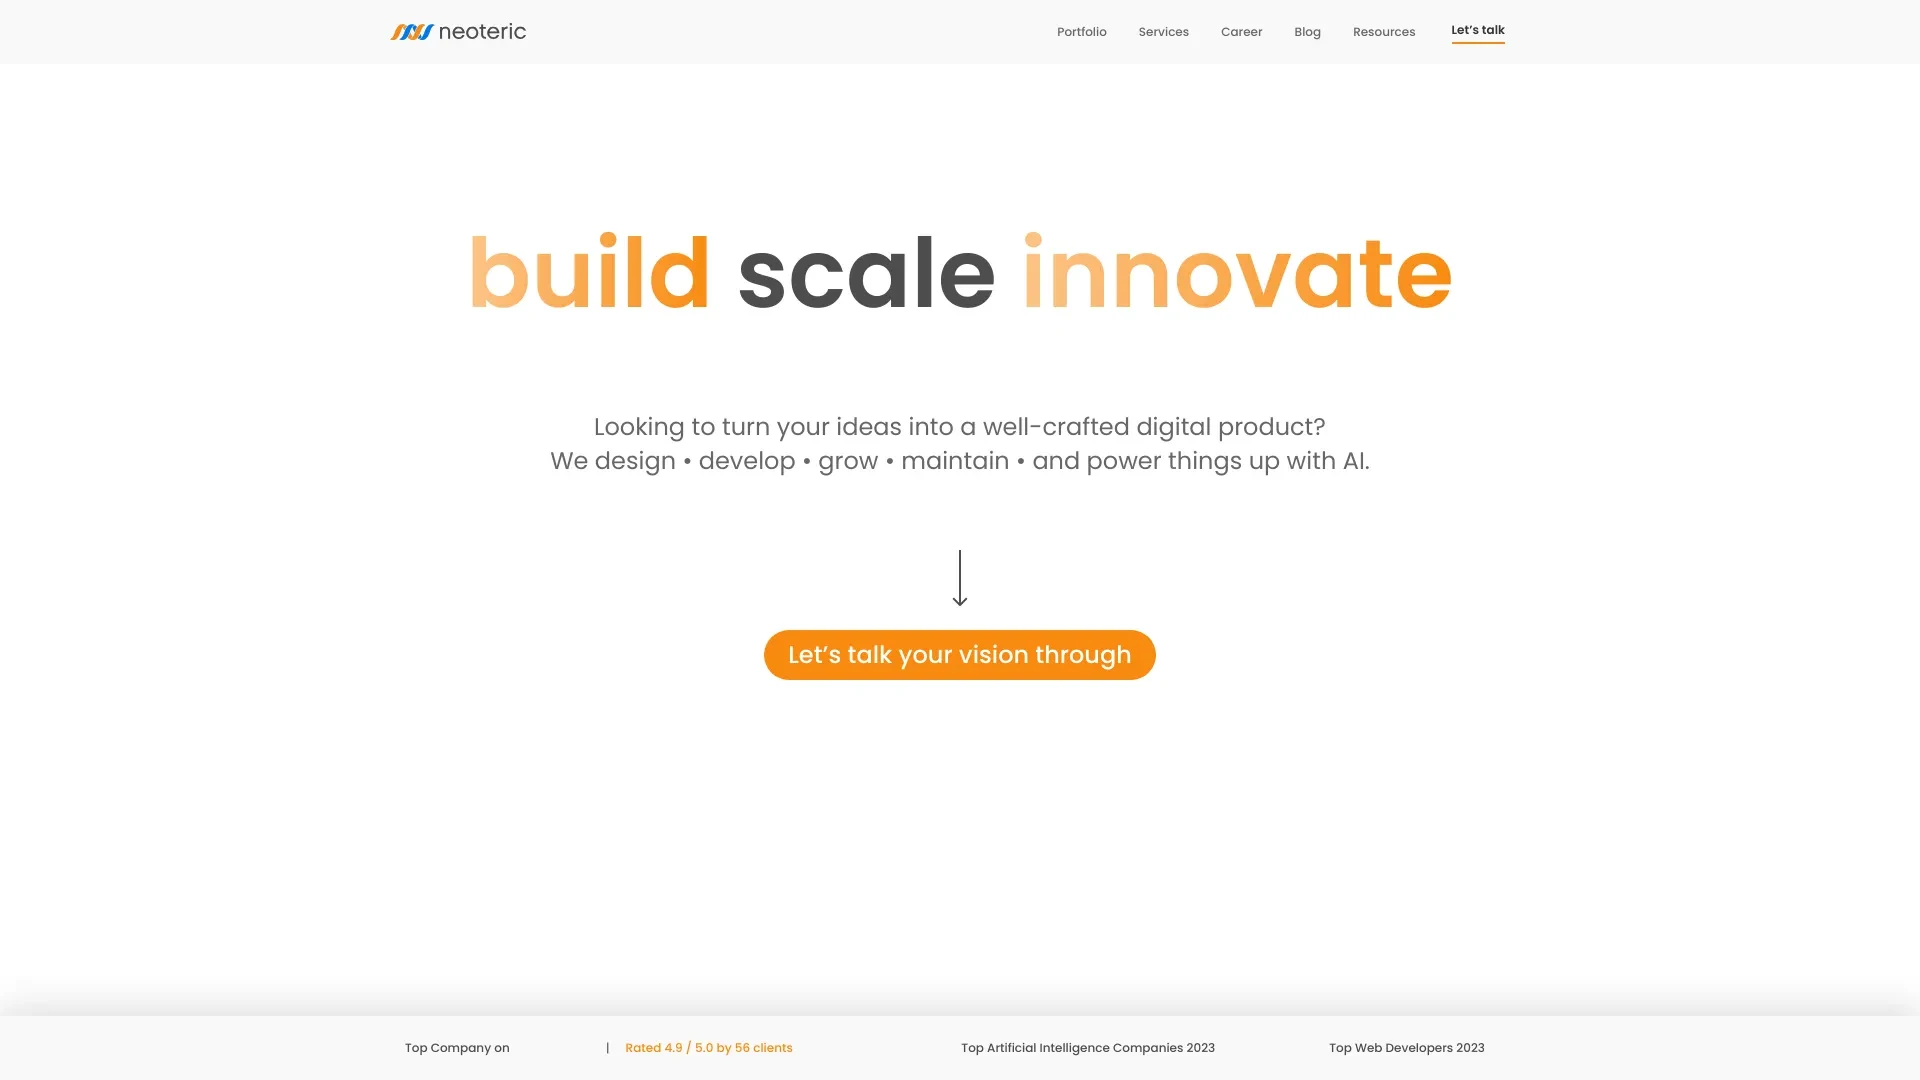 neoteric
Portfolio Services Career Blog Resources Let’s talk
build scale innovate
Looking to turn your ideas into a well-crafted digital product?
We design • develop • grow • maintain • and power things up with AI.
Let’s talk your vision through
Top Company on | Rated 4.9 / 5.0 by 56 clients Top Artificial Intelligence Companies 2023 Top Web Developers 2023